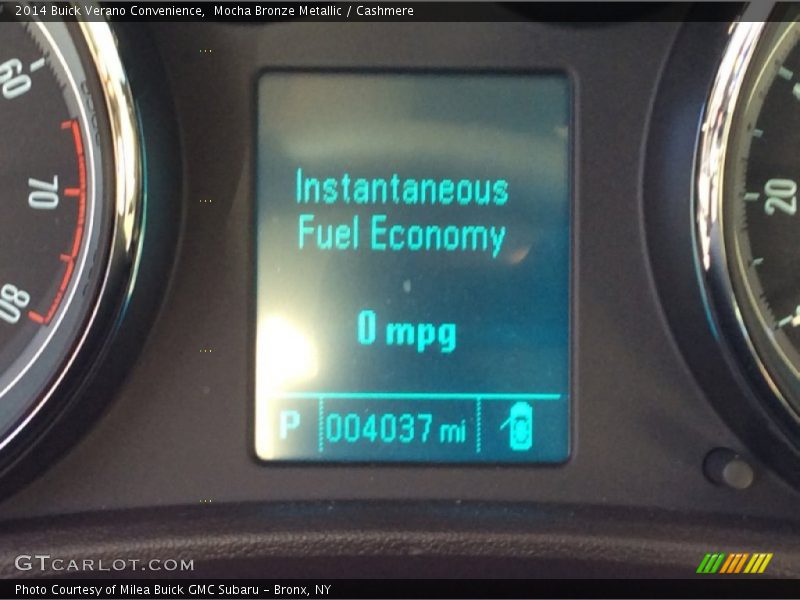 2014 Buick Verano Convenience,  Mocha Bronze Metallic / Cashmere
60
70
80
20
Instantaneous
Fuel Economy
0 mpg
P 004037 mi
GTCARLOT.COM
Photo Courtesy of Milea Buick GMC Subaru - Bronx, NY